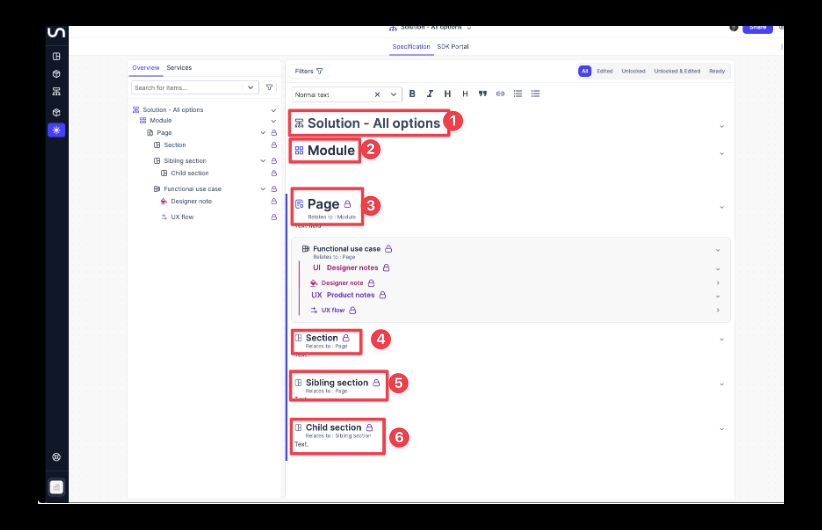 Solution - All options
Share
Specification SDK Portal
Overview Services
Search for items...
Solution - All options
Module
Page
Section
Sibling section
Child section
Functional use case
Designer note
UX flow
Filters
All Edited Unlocked Unlocked & Edited Ready
Normal text B I H H
Solution - All options 1
Module 2
Page 3
Relates to : Module
Text field
Functional use case
Relates to : Page
UI Designer notes
Designer note
UX Product notes
UX flow
Section 4
Relates to : Page
Text.
Sibling section 5
Relates to : Page
Text
Child section 6
Relates to : Sibling section
Text.